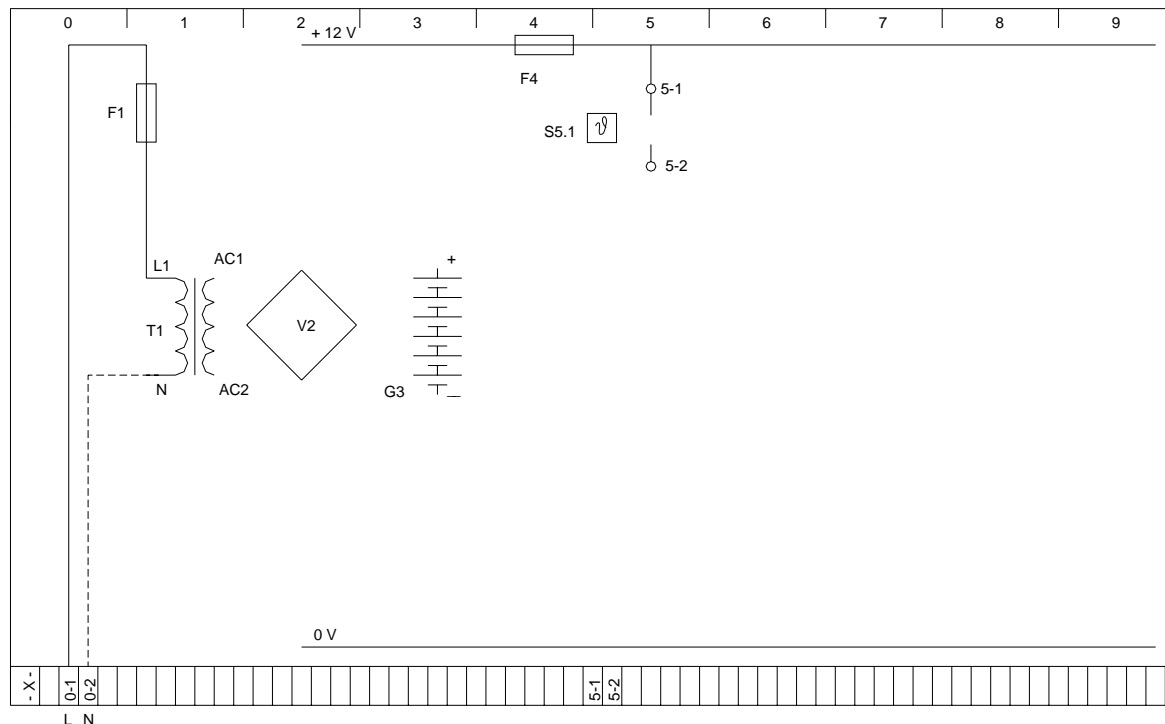 0 1 2 3 4 5 6 7 8 9
+ 12 V
F4
5-1
F1
S5.1 ϑ
5-2
L1 AC1 +
T1 V2
N AC2 G3 —
0 V
- X - 0-1 0-2 5-1 5-2
L N